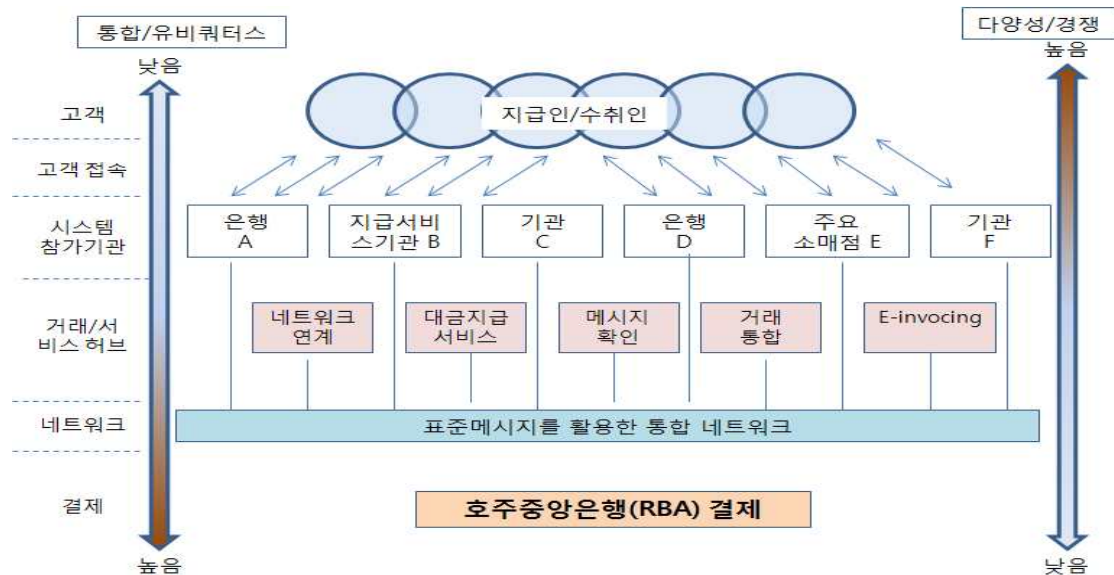 통합/유비쿼터스
다양성/경쟁
낮음
높음
고객
지급인/수취인
고객 접속
시스템
참가기관
은행
A
지급서비
스기관 B
기관
C
은행
D
주요
소매점 E
기관
F
거래/서
비스 허브
네트워크
연계
대금지급
서비스
메시지
확인
거래
통합
E-invocing
네트워크
표준메시지를 활용한 통합 네트워크
결제
호주중앙은행(RBA) 결제
높음
낮음